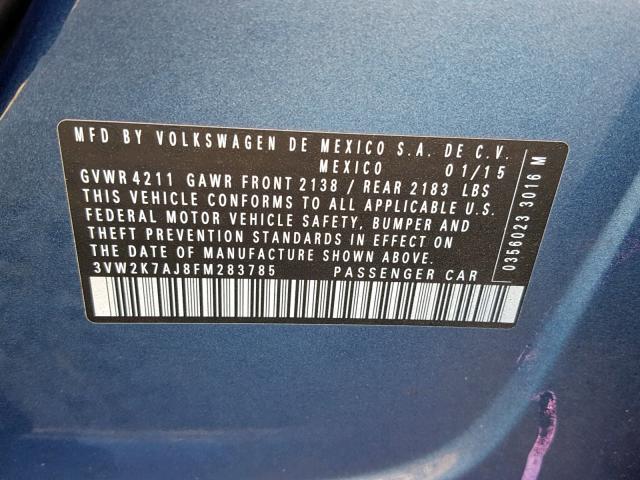 MFD BY VOLKSWAGEN DE MEXICO S.A. DE C.V.
MEXICO 01/15
GVWR 4211 GAWR FRONT 2138 / REAR 2183 LBS
THIS VEHICLE CONFORMS TO ALL APPLICABLE U.S.
FEDERAL MOTOR VEHICLE SAFETY, BUMPER AND
THEFT PREVENTION STANDARDS IN EFFECT ON
THE DATE OF MANUFACTURE SHOWN ABOVE.
3VW2K7AJ8FM283785 PASSENGER CAR
0356023 3016 M